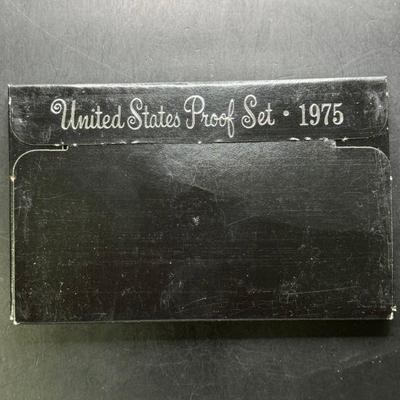 United States Proof Set • 1975